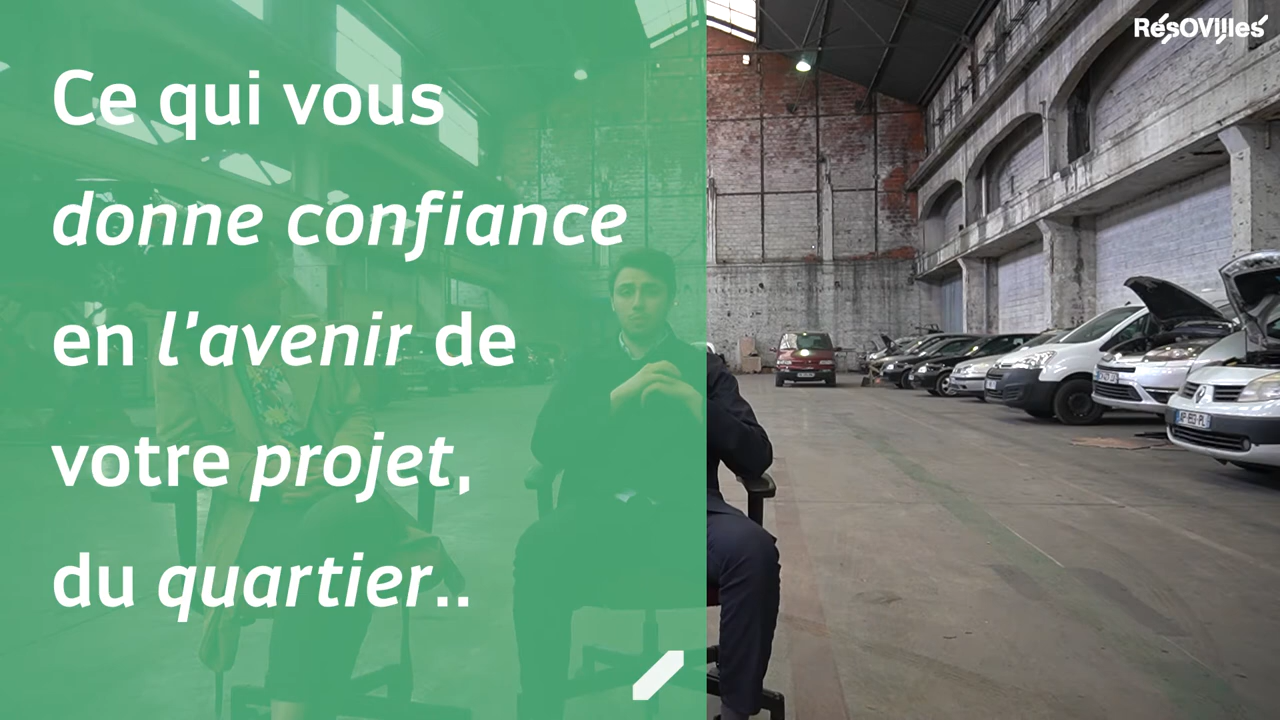 RésOVilles
Ce qui vous
donne confiance
en l'avenir de
votre projet,
du quartier..